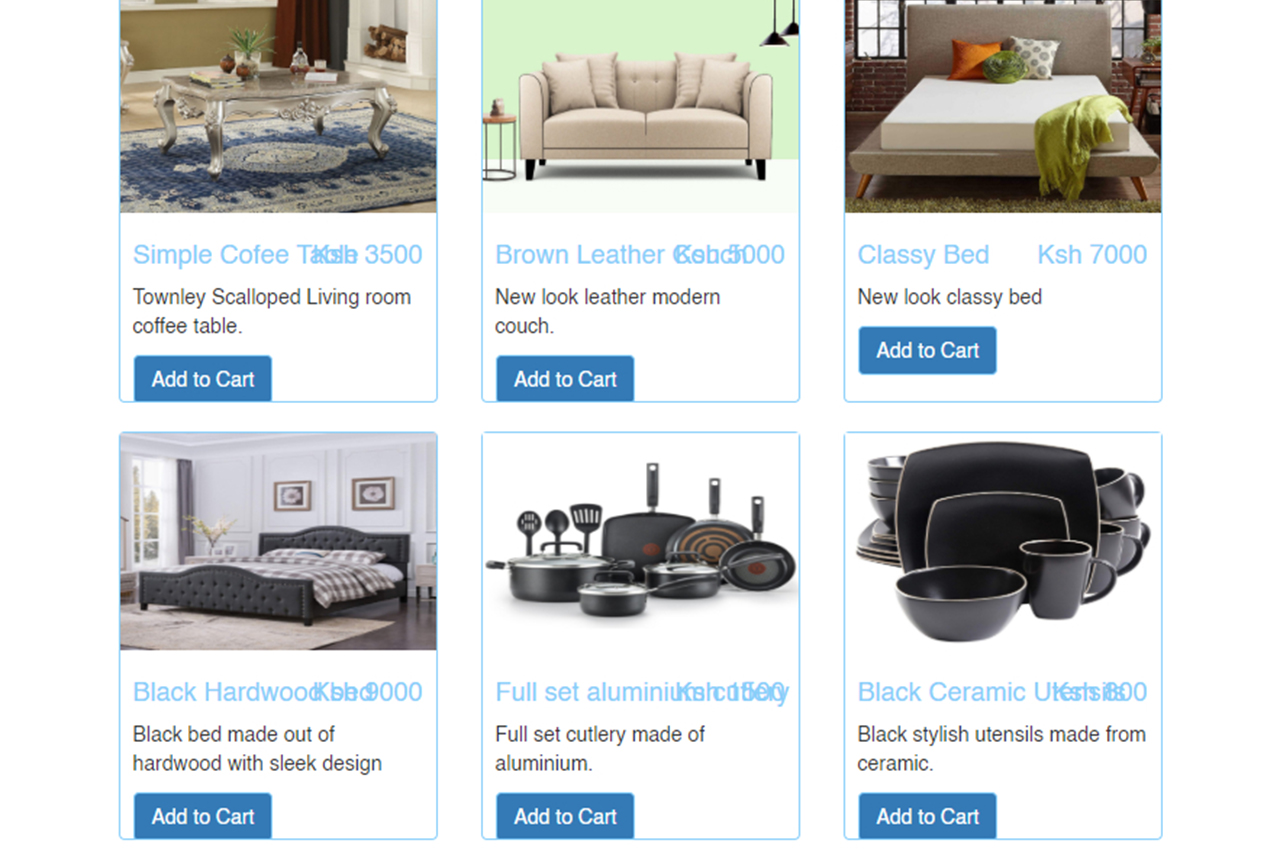 Simple Cofee Table Ksh 3500
Townley Scalloped Living room
coffee table.
Add to Cart
Brown Leather Couch Ksh 5000
New look leather modern
couch.
Add to Cart
Classy Bed Ksh 7000
New look classy bed
Add to Cart
Black Hardwood bed Ksh 9000
Black bed made out of
hardwood with sleek design
Add to Cart
Full set aluminium cutlery Ksh 1500
Full set cutlery made of
aluminium.
Add to Cart
Black Ceramic Utensils Ksh 800
Black stylish utensils made from
ceramic.
Add to Cart